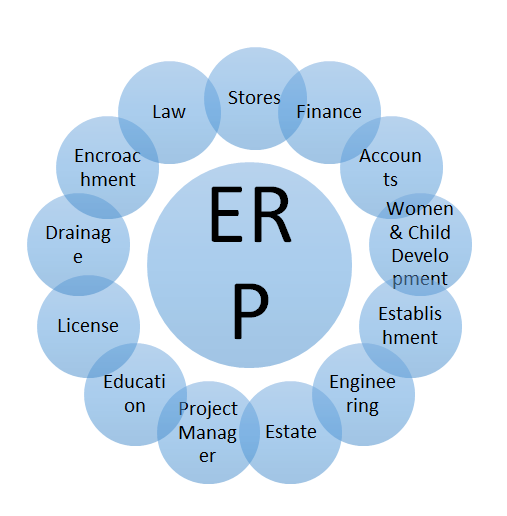 ER
P
Stores
Finance
Accoun
ts
Women
& Child
Develo
pment
Establis
hment
Enginee
ring
Estate
Project
Manag
er
Educati
on
License
Drainag
e
Encroac
hment
Law